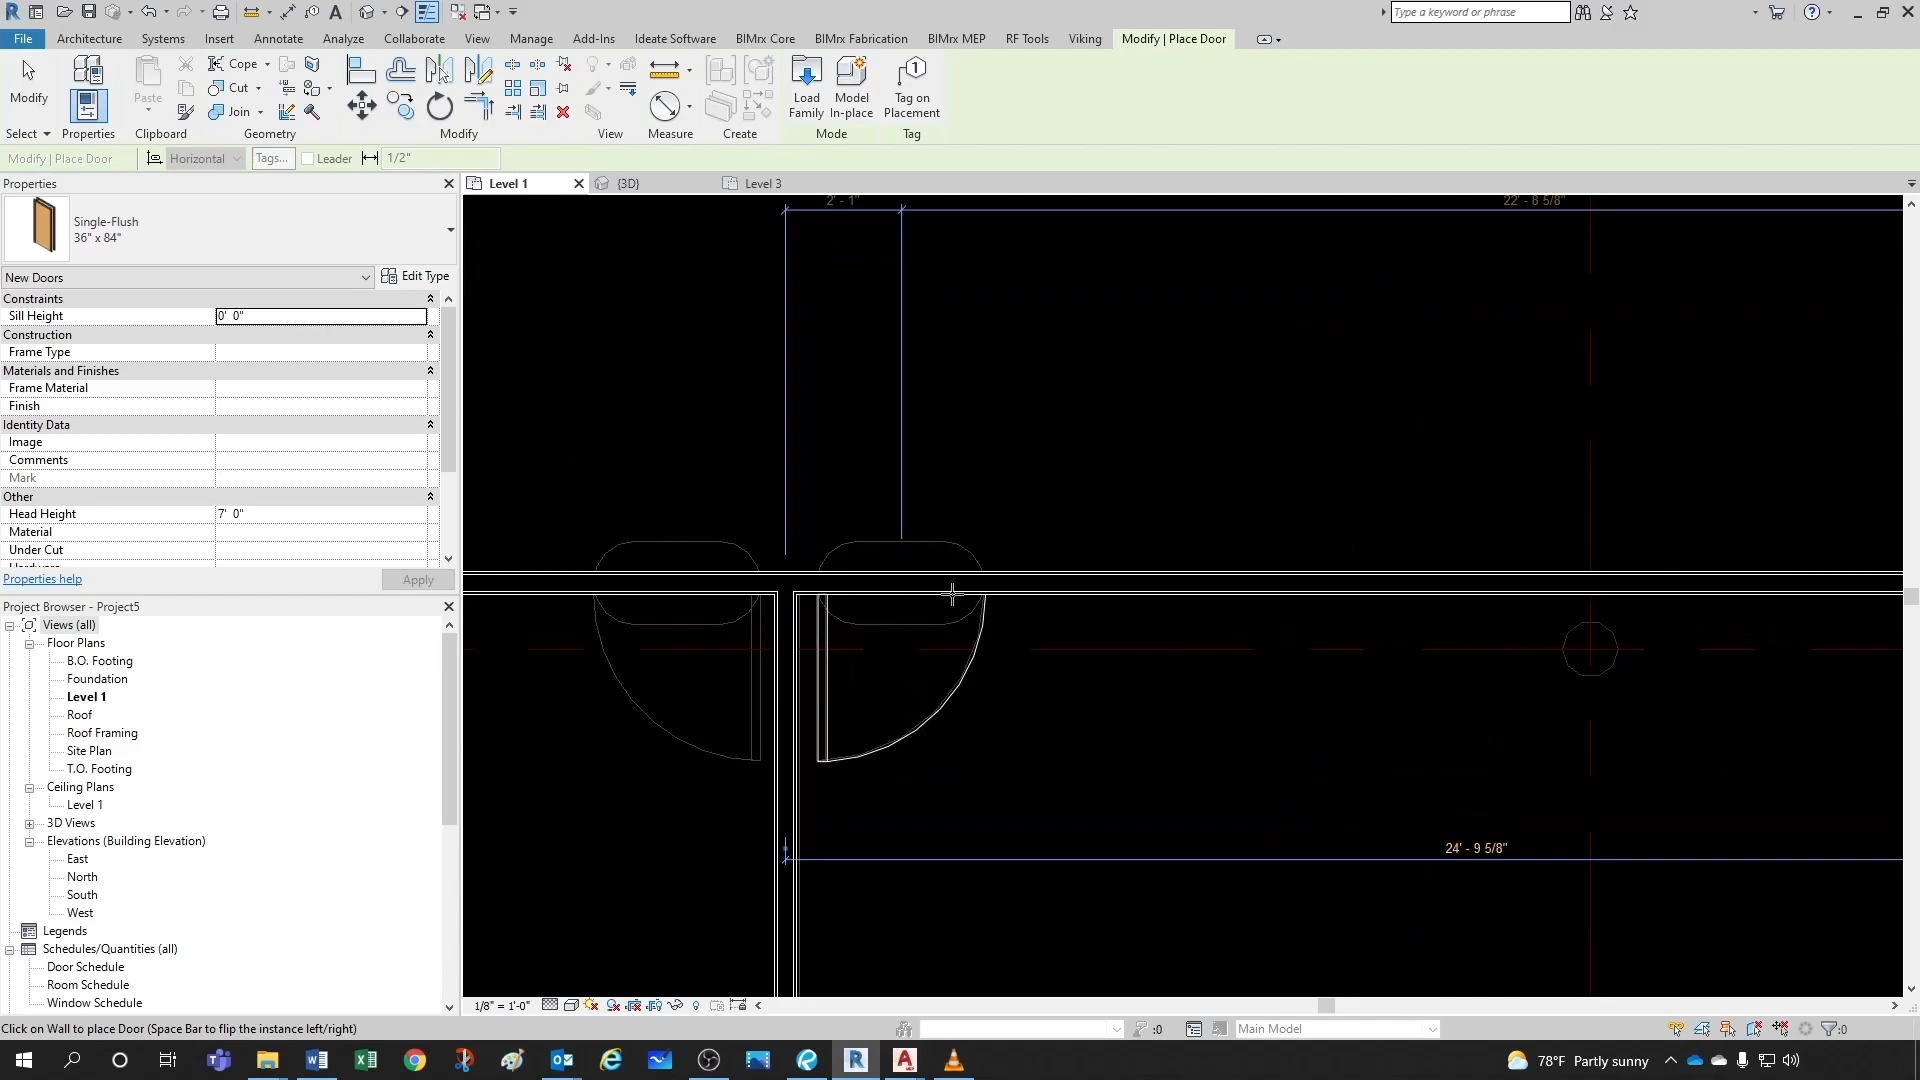 Type a keyword or phrase
File Architecture Systems Insert Annotate Analyze Collaborate View Manage Add-Ins Ideate Software BIMrx Core BIMrx Fabrication BIMrx MEP RF Tools Viking Modify | Place Door
Modify Paste Cope Cut Join Load Family Model In-place Tag on Placement
Select Properties Clipboard Geometry Modify View Measure Create Mode Tag
Modify | Place Door Horizontal Tags... Leader 1/2"
Properties
Level 1 {3D} Level 3
Single-Flush
36" x 84"
New Doors Edit Type
Constraints
Sill Height 0' 0"
Construction
Frame Type
Materials and Finishes
Frame Material
Finish
Identity Data
Image
Comments
Mark
Other
Head Height 7' 0"
Material
Under Cut
Properties help Apply
Project Browser - Project5
Views (all)
Floor Plans
B.O. Footing
Foundation
Level 1
Roof
Roof Framing
Site Plan
T.O. Footing
Ceiling Plans
Level 1
3D Views
Elevations (Building Elevation)
East
North
South
West
Legends
Schedules/Quantities (all)
Door Schedule
Room Schedule
Window Schedule
2' - 1"
22' - 8 5/8"
24' - 9 5/8"
1/8" = 1'-0"
Click on Wall to place Door (Space Bar to flip the instance left/right) :0 Main Model :0
78°F Partly sunny